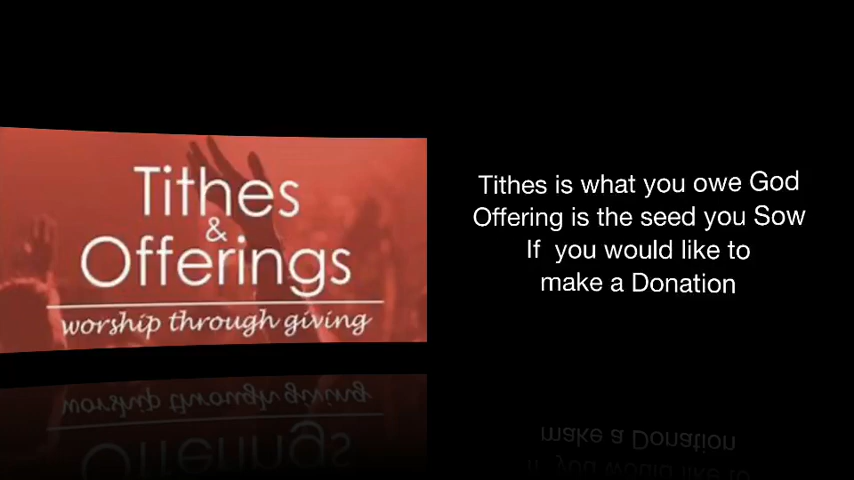 Tithes
&
Offerings
worship through giving
Tithes is what you owe God
Offering is the seed you Sow
If you would like to
make a Donation